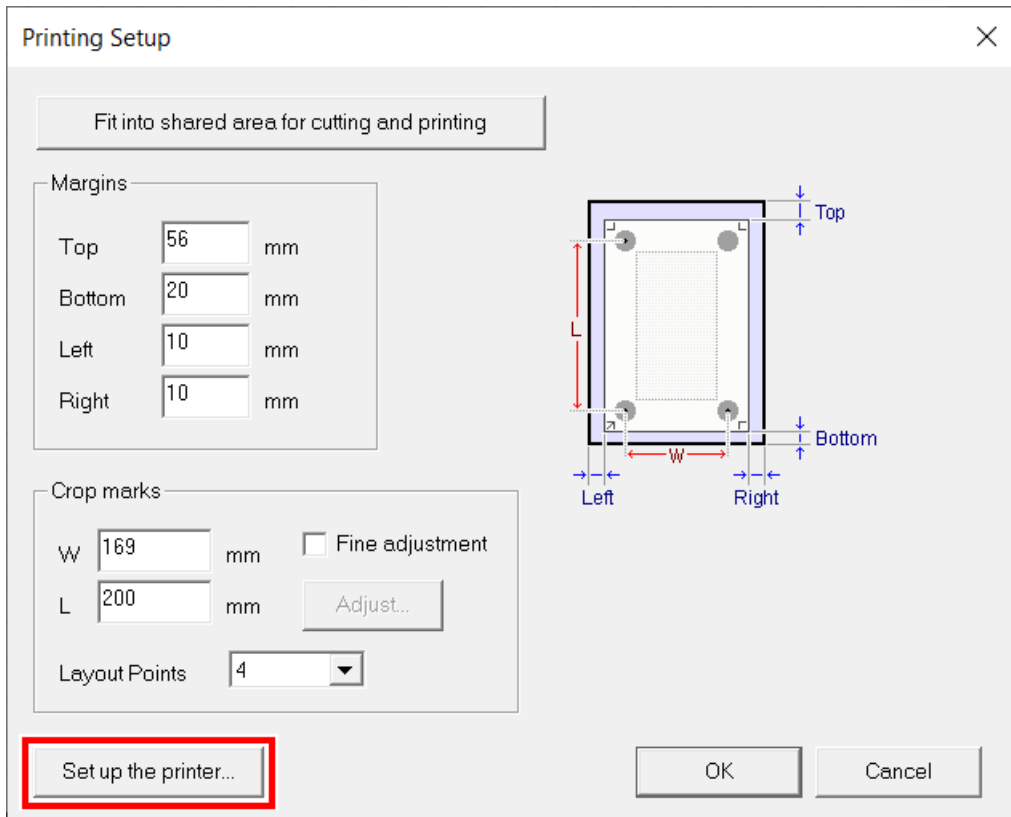 Printing Setup
Fit into shared area for cutting and printing
Margins
Top 56 mm
Bottom 20 mm
Left 10 mm
Right 10 mm
Top
L
W
Bottom
Left Right
Crop marks
W 169 mm Fine adjustment
L 200 mm Adjust...
Layout Points 4
Set up the printer... OK Cancel